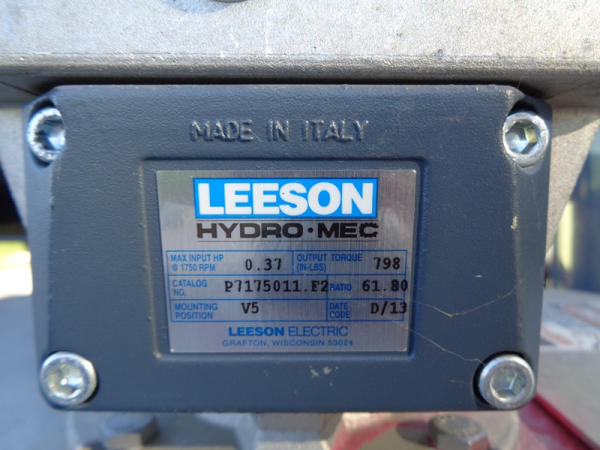 MADE IN ITALY
LEESON
HYDRO·MEC
MAX INPUT HP @ 1750 RPM 0.37 OUTPUT TORQUE (IN-LBS) 798
CATALOG NO. P7175011.F2 RATIO 61.80
MOUNTING POSITION V5 DATE CODE D/13
LEESON ELECTRIC
GRAFTON, WISCONSIN 53024